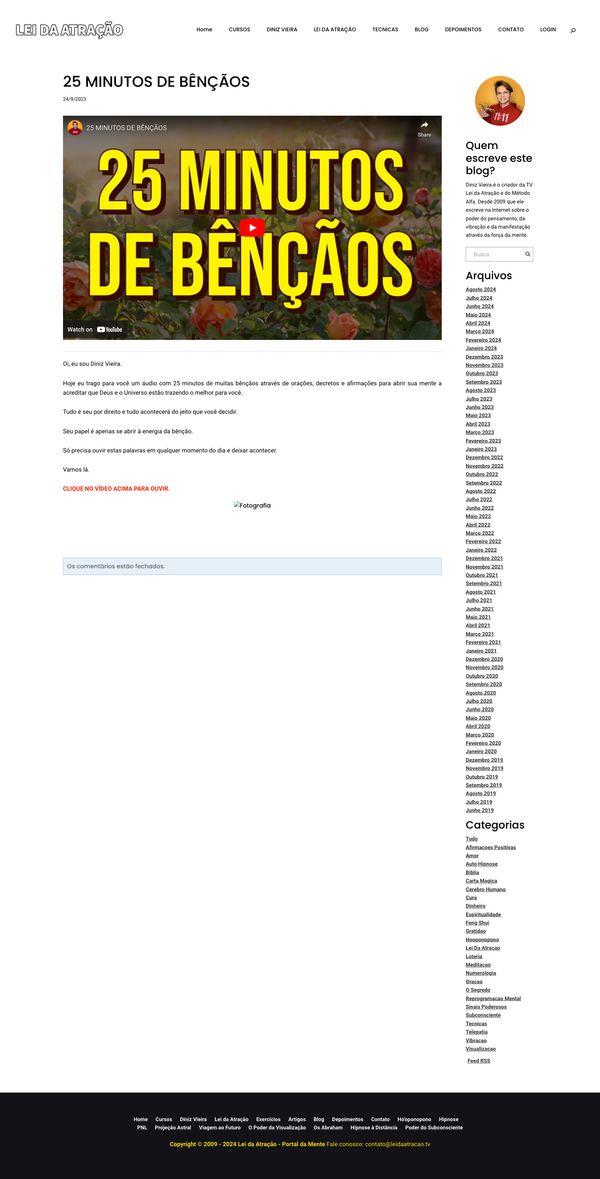 LEI DA ATRAÇÃO
Home CURSOS DINIZ VIEIRA LEI DA ATRAÇÃO TECNICAS BLOG DEPOIMENTOS CONTATO LOGIN
25 MINUTOS DE BÊNÇÃOS
24/9/2023
25 MINUTOS DE BÊNÇÃOS
Share
25 MINUTOS
DE BÊNÇÃOS
Watch on YouTube
Oi, eu sou Diniz Vieira.
Hoje eu trago para você um áudio com 25 minutos de muitas bênçãos através de orações, decretos e afirmações para abrir sua mente a
acreditar que Deus e o Universo estão trazendo o melhor para você.
Tudo é seu por direito e tudo acontecerá do jeito que você decidir.
Seu papel é apenas se abrir à energia da bênção.
Só precisa ouvir estas palavras em qualquer momento do dia e deixar acontecer.
Vamos lá.
CLIQUE NO VÍDEO ACIMA PARA OUVIR.
Fotografia
Os comentários estão fechados.
11:11
Quem
escreve este
blog?
Diniz Vieira é o criador da TV
Lei da Atração e do Método
Alfa. Desde 2009 que ele
escreve na Internet sobre o
poder do pensamento, da
vibração e da manifestação
através da força da mente.
Busca
Arquivos
Agosto 2024
Julho 2024
Junho 2024
Maio 2024
Abril 2024
Março 2024
Fevereiro 2024
Janeiro 2024
Dezembro 2023
Novembro 2023
Outubro 2023
Setembro 2023
Agosto 2023
Julho 2023
Junho 2023
Maio 2023
Abril 2023
Março 2023
Fevereiro 2023
Janeiro 2023
Dezembro 2022
Novembro 2022
Outubro 2022
Setembro 2022
Agosto 2022
Julho 2022
Junho 2022
Maio 2022
Abril 2022
Março 2022
Fevereiro 2022
Janeiro 2022
Dezembro 2021
Novembro 2021
Outubro 2021
Setembro 2021
Agosto 2021
Julho 2021
Junho 2021
Maio 2021
Abril 2021
Março 2021
Fevereiro 2021
Janeiro 2021
Dezembro 2020
Novembro 2020
Outubro 2020
Setembro 2020
Agosto 2020
Julho 2020
Junho 2020
Maio 2020
Abril 2020
Março 2020
Fevereiro 2020
Janeiro 2020
Dezembro 2019
Novembro 2019
Outubro 2019
Setembro 2019
Agosto 2019
Julho 2019
Junho 2019
Categorias
Tudo
Afirmacoes Positivas
Amor
Auto Hipnose
Biblia
Carta Magica
Cerebro Humano
Cura
Dinheiro
Espiritualidade
Feng Shui
Gratidao
Hooponopono
Lei Da Atracao
Loteria
Meditacao
Numerologia
Oracao
O Segredo
Reprogramacao Mental
Sinais Poderosos
Subconsciente
Tecnicas
Telepatia
Vibracao
Visualizacao
Feed RSS
Home Cursos Diniz Vieira Lei da Atração Exercícios Artigos Blog Depoimentos Contato Ho'oponopono Hipnose
PNL Projeção Astral Viagem ao Futuro O Poder da Visualização Os Abraham Hipnose à Distância Poder do Subconsciente
Copyright © 2009 - 2024 Lei da Atração - Portal da Mente Fale conosco: contato@leidaatracao.tv